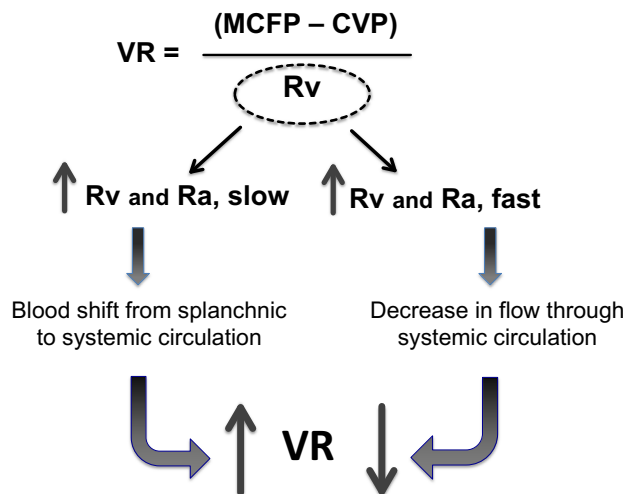 (MCFP – CVP)
VR =
Rv
Rv and Ra, slow
Rv and Ra, fast
Blood shift from splanchnic
to systemic circulation
Decrease in flow through
systemic circulation
VR